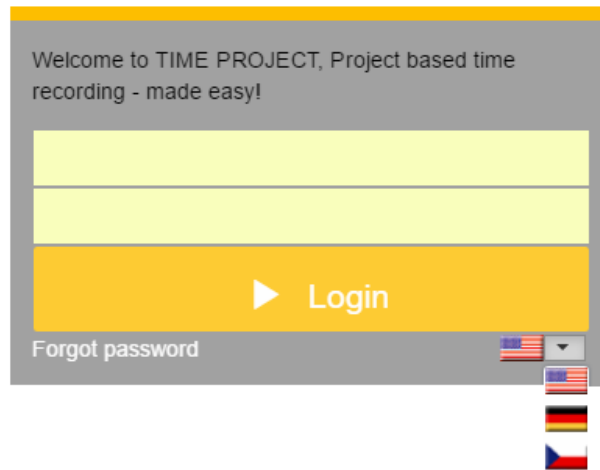 Welcome to TIME PROJECT, Project based time
recording - made easy!
Login
Forgot password